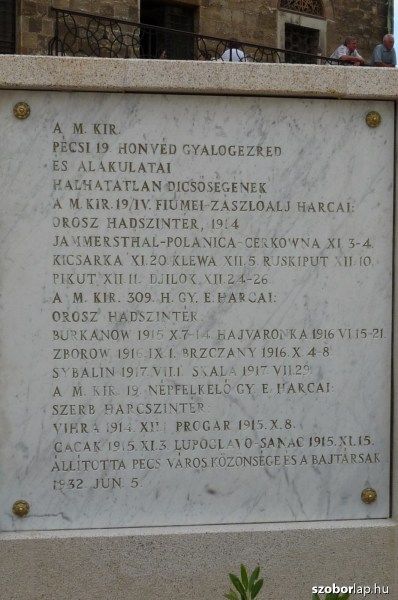 A M. KIR.
PÉCSI 19 HONVÉD GYALOGEZRED
ÉS ALAKULATAI
HALHATATLAN DICSŐSÉGÉNEK
A M. KIR. 19/IV. FIUMEI-ZÁSZLÓALJ HARCAI:
OROSZ HADSZINTÉR, 1914
JAMMERSTHAL-POLANICA-CERKOWNA XI. 3-4.
KICSARKA XI. 20. KLEWA XII. 5. RUSKIPUT XII. 10.
PIKUT XII. 11. DJILOK XII. 24-26.
A M. KIR. 309. H. GY. E. HARCAI:
OROSZ HADSZINTÉR:
BURKANOW 1915. X. 7-14. HAJVARONKA 1916 VI. 15-21.
ZBOROW 1916. IX. 1. BRZCZANY 1916. X. 4-8.
SYBALIN 1917. VII. 1. SKALA 1917. VII. 29.
A M. KIR. 19. NÉPFELKELŐ GY. E. HARCAI:
SZERB HARCSZINTÉR:
VIHRA 1914. XII. PROGAR 1915. X. 8.
ČAČAK 1915. XI. 3. LUPOGLAVO-SANAC 1915. XI. 15.
ÁLLÍTOTTA PÉCS VÁROS KÖZÖNSÉGE ÉS A BAJTÁRSAK
1932 JÚN. 5.
szoborlap.hu